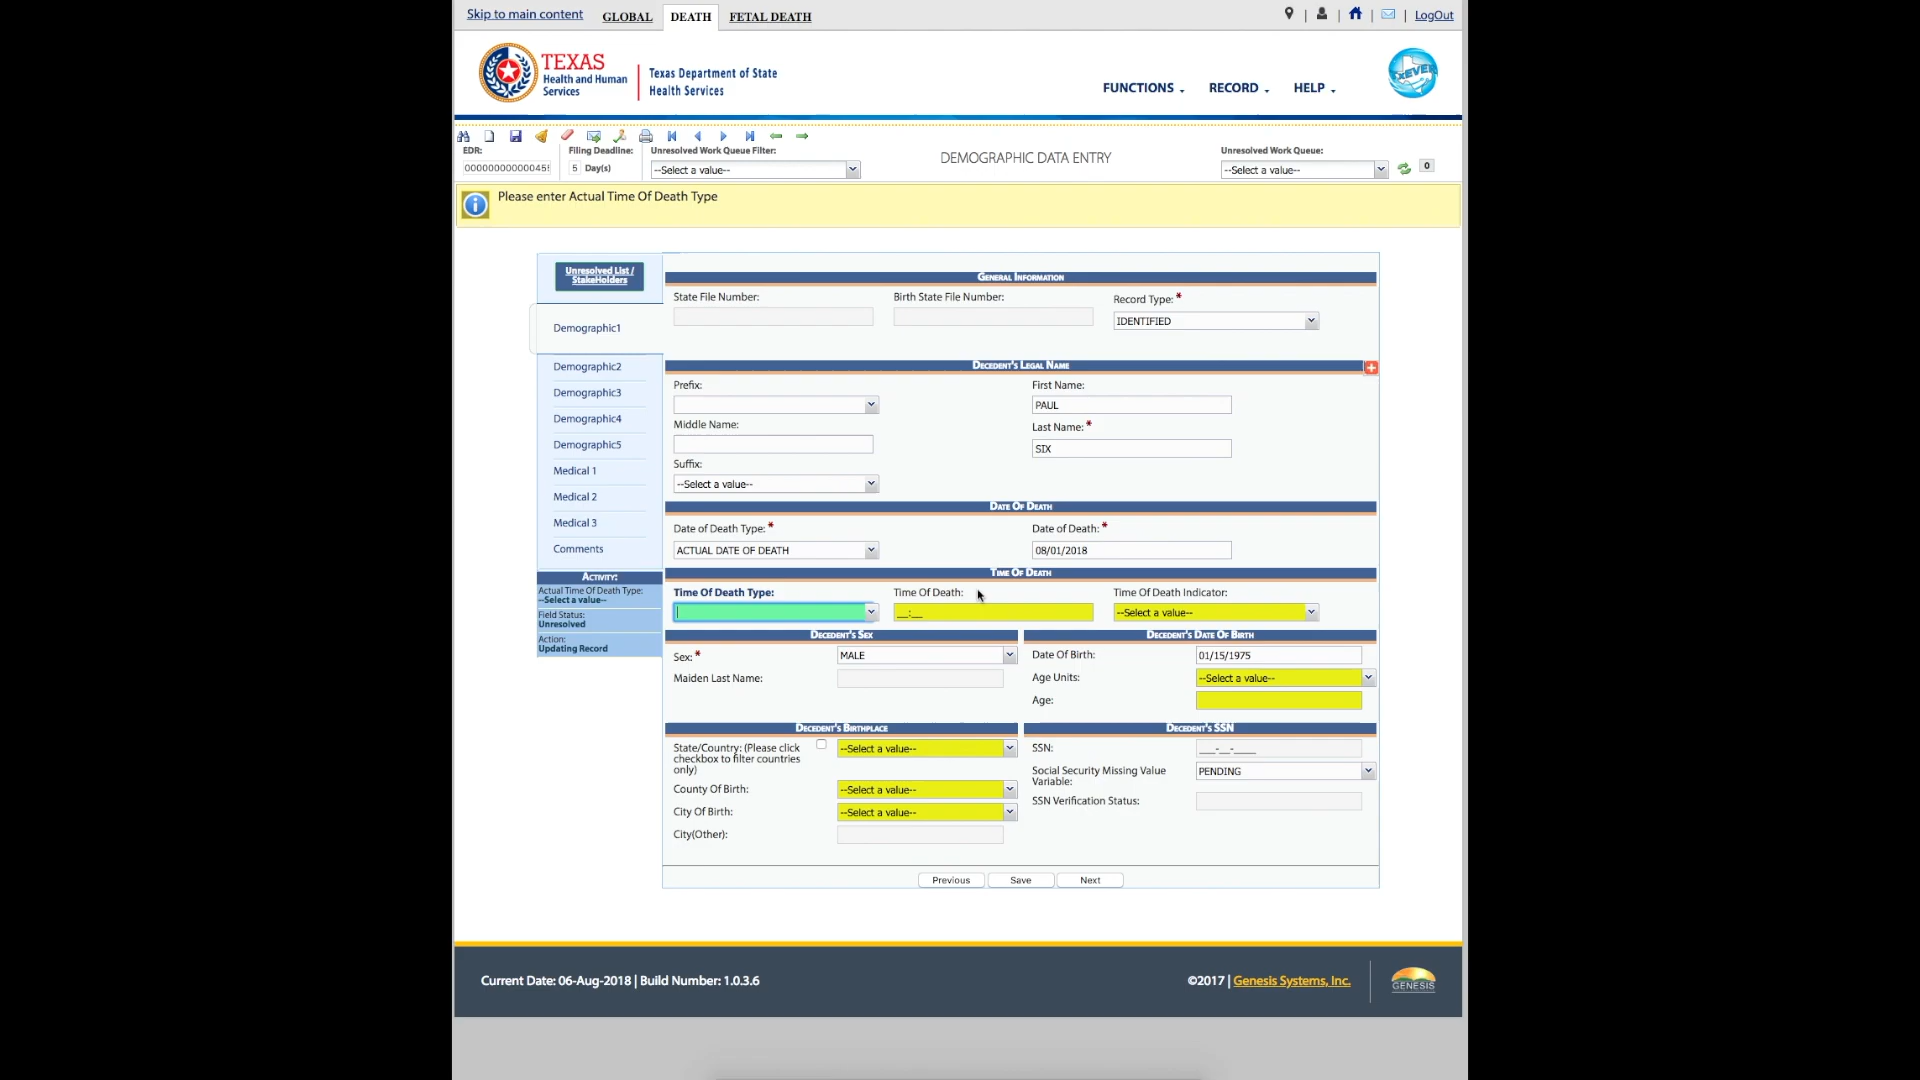 Skip to main content GLOBAL DEATH FETAL DEATH | | | | LogOut
TEXAS
Health and Human
Services
Texas Department of State
Health Services
FUNCTIONS RECORD HELP
TxEVER
EDR: Filing Deadline: Unresolved Work Queue Filter: Unresolved Work Queue:
DEMOGRAPHIC DATA ENTRY
5 Day(s) --Select a value-- --Select a value-- 0
Please enter Actual Time Of Death Type
Unresolved List /
StakeHolders
Demographic1
Demographic2
Demographic3
Demographic4
Demographic5
Medical 1
Medical 2
Medical 3
Comments
ACTIVITY:
Actual Time Of Death Type:
--Select a value--
Field Status:
Unresolved
Action:
Updating Record
GENERAL INFORMATION
State File Number: Birth State File Number: Record Type: *
IDENTIFIED
DECEDENT'S LEGAL NAME
Prefix: First Name:
PAUL
Middle Name: Last Name: *
SIX
Suffix:
--Select a value--
DATE OF DEATH
Date of Death Type: * Date of Death: *
ACTUAL DATE OF DEATH 08/01/2018
TIME OF DEATH
Time Of Death Type: Time Of Death: Time Of Death Indicator:
__:__ --Select a value--
DECEDENT'S SEX DECEDENT'S DATE OF BIRTH
Sex: * MALE Date Of Birth: 01/15/1975
Maiden Last Name: Age Units: --Select a value--
Age:
DECEDENT'S BIRTHPLACE DECEDENT'S SSN
State/Country: (Please click
checkbox to filter countries
only)
--Select a value--
SSN: ___-__-____
Social Security Missing Value
Variable:
PENDING
County Of Birth: --Select a value--
SSN Verification Status:
City Of Birth: --Select a value--
City(Other):
Previous Save Next
Current Date: 06-Aug-2018 | Build Number: 1.0.3.6
©2017 | Genesis Systems, Inc.
GENESIS